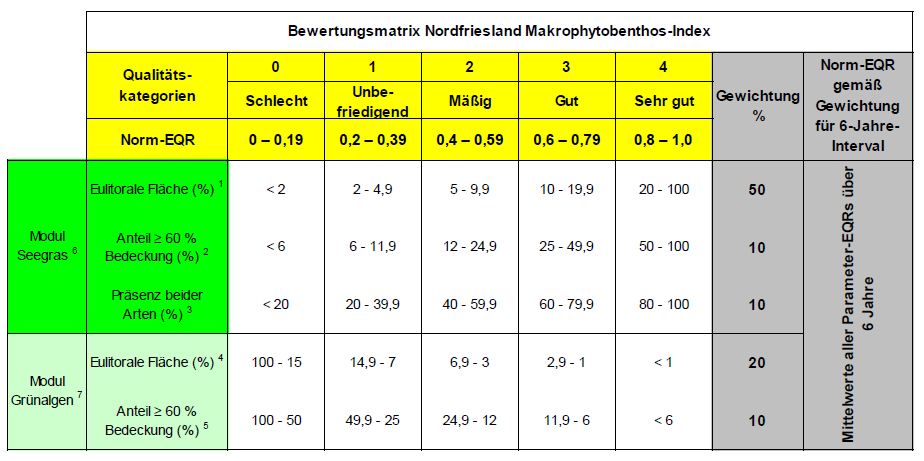 Bewertungsmatrix Nordfriesland Makrophytobenthos-Index
Qualitäts-
kategorien
0
1
2
3
4
Gewichtung
%
Norm-EQR
gemäß
Gewichtung
für 6-Jahre-
Interval
Schlecht
Unbe-
friedigend
Mäßig
Gut
Sehr gut
Norm-EQR
0 – 0,19
0,2 – 0,39
0,4 – 0,59
0,6 – 0,79
0,8 – 1,0
Modul
Seegras 6
Eulitorale Fläche (%) 1
< 2
2 - 4,9
5 - 9,9
10 - 19,9
20 - 100
50
Mittelwerte aller Parameter-EQRs über
6 Jahre
Anteil ≥ 60 %
Bedeckung (%) 2
< 6
6 - 11,9
12 - 24,9
25 - 49,9
50 - 100
10
Präsenz beider
Arten (%) 3
< 20
20 - 39,9
40 - 59,9
60 - 79,9
80 - 100
10
Modul
Grünalgen 7
Eulitorale Fläche (%) 4
100 - 15
14,9 - 7
6,9 - 3
2,9 - 1
< 1
20
Anteil ≥ 60 %
Bedeckung (%) 5
100 - 50
49,9 - 25
24,9 - 12
11,9 - 6
< 6
10